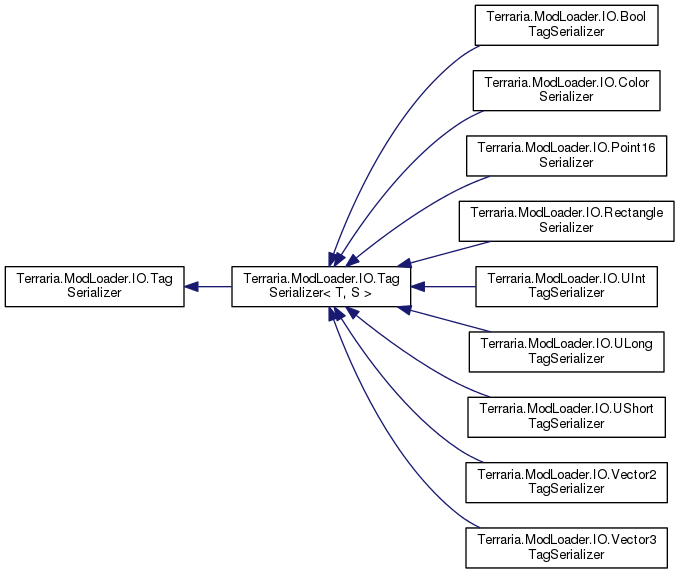 Terraria.ModLoader.IO.Bool
TagSerializer
Terraria.ModLoader.IO.Color
Serializer
Terraria.ModLoader.IO.Point16
Serializer
Terraria.ModLoader.IO.Rectangle
Serializer
Terraria.ModLoader.IO.Tag
Serializer
Terraria.ModLoader.IO.Tag
Serializer< T, S >
Terraria.ModLoader.IO.UInt
TagSerializer
Terraria.ModLoader.IO.ULong
TagSerializer
Terraria.ModLoader.IO.UShort
TagSerializer
Terraria.ModLoader.IO.Vector2
TagSerializer
Terraria.ModLoader.IO.Vector3
TagSerializer